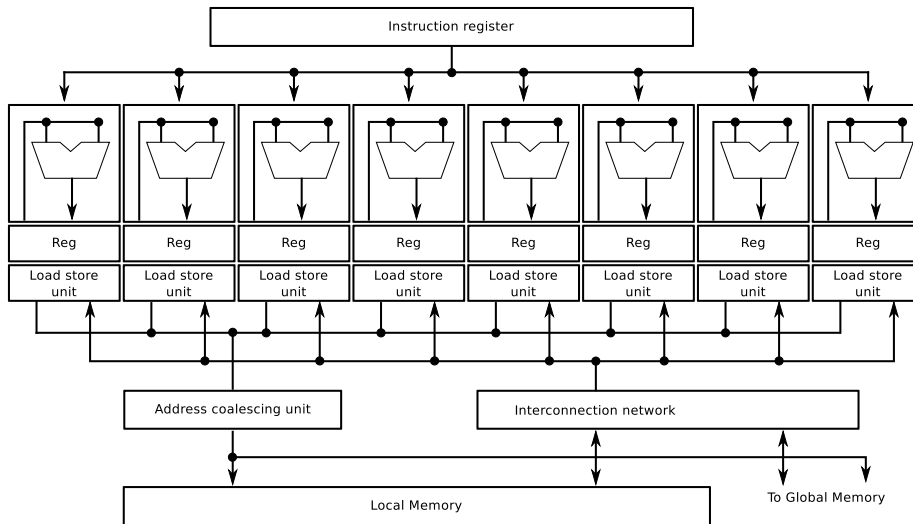 Instruction register
Reg Reg Reg Reg Reg Reg Reg Reg
Load store Load store Load store Load store Load store Load store Load store Load store
unit unit unit unit unit unit unit unit
Address coalescing unit
Interconnection network
To Global Memory
Local Memory